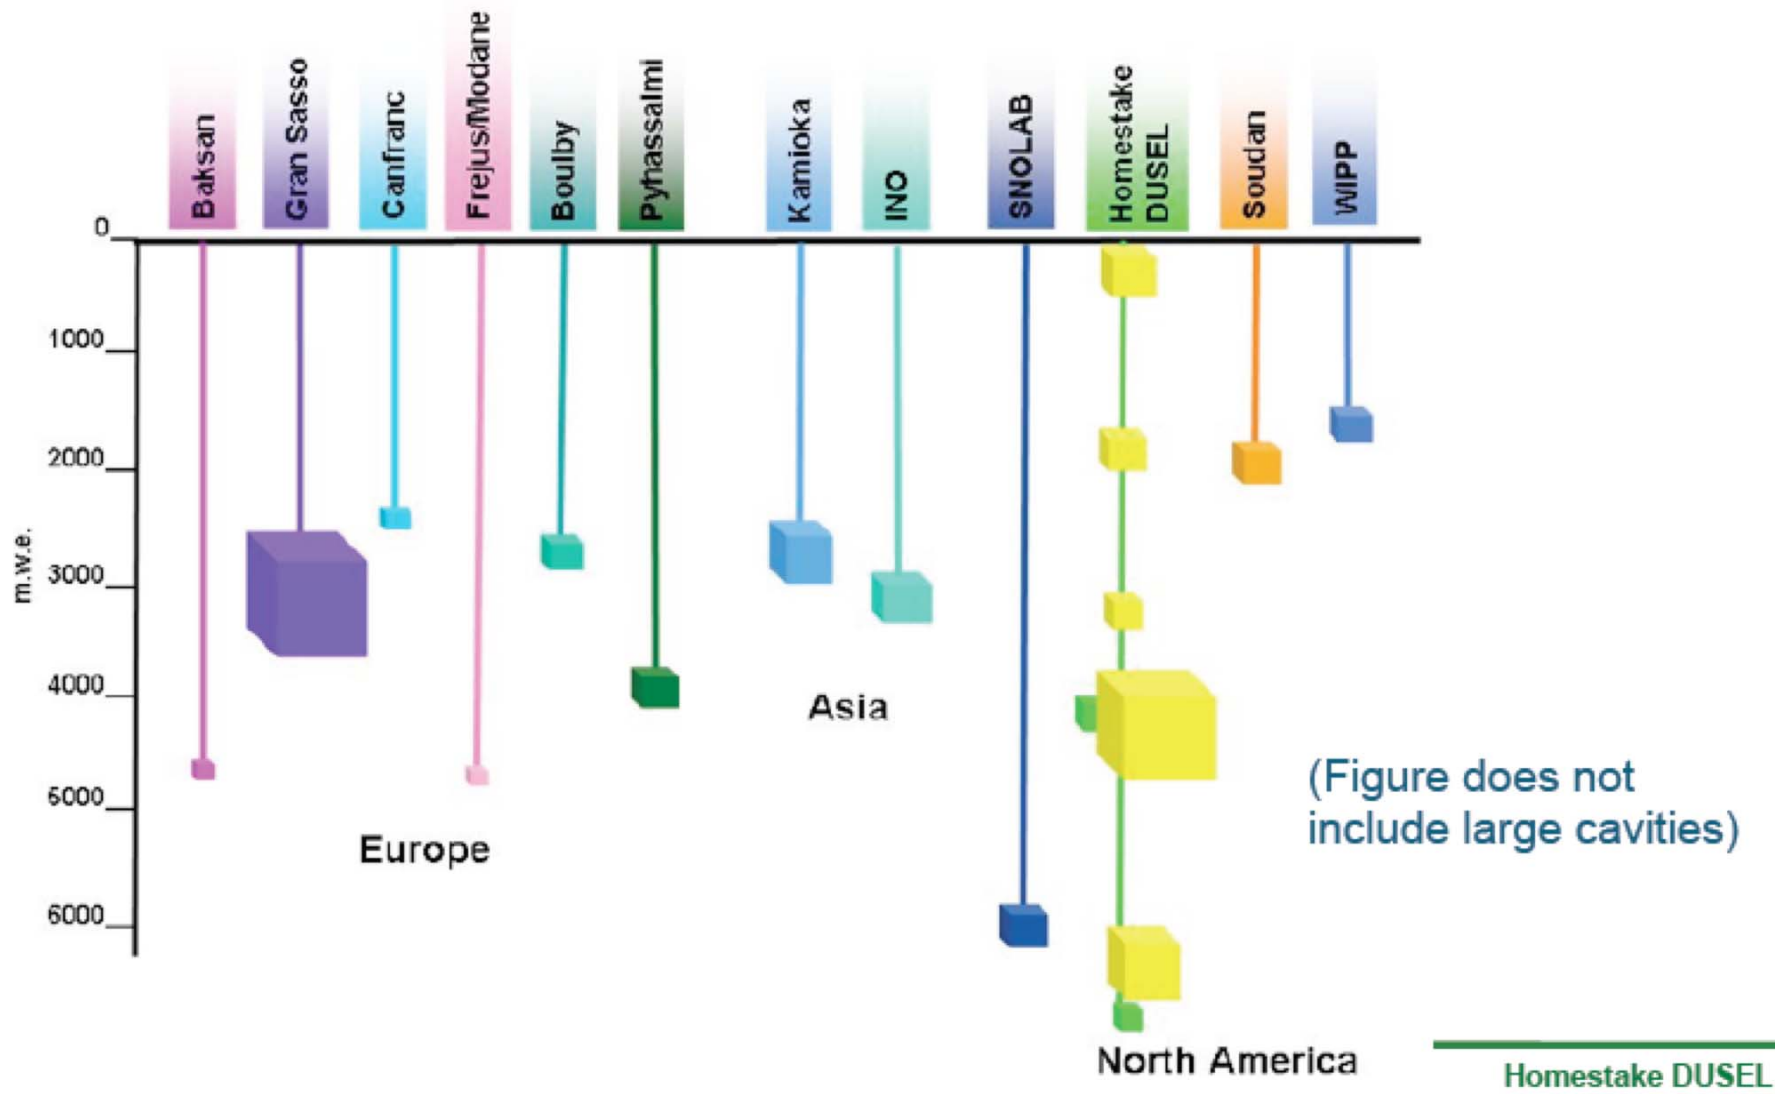 Baksan
Gran Sasso
Canfranc
Frejus/Modane
Boulby
Pyhassalmi
Kamioka
INO
SNOLAB
Homestake
DUSEL
Soudan
WIPP
0
1000
2000
3000
4000
5000
6000
m.w.e.
Asia
Europe
(Figure does not
include large cavities)
North America
Homestake DUSEL